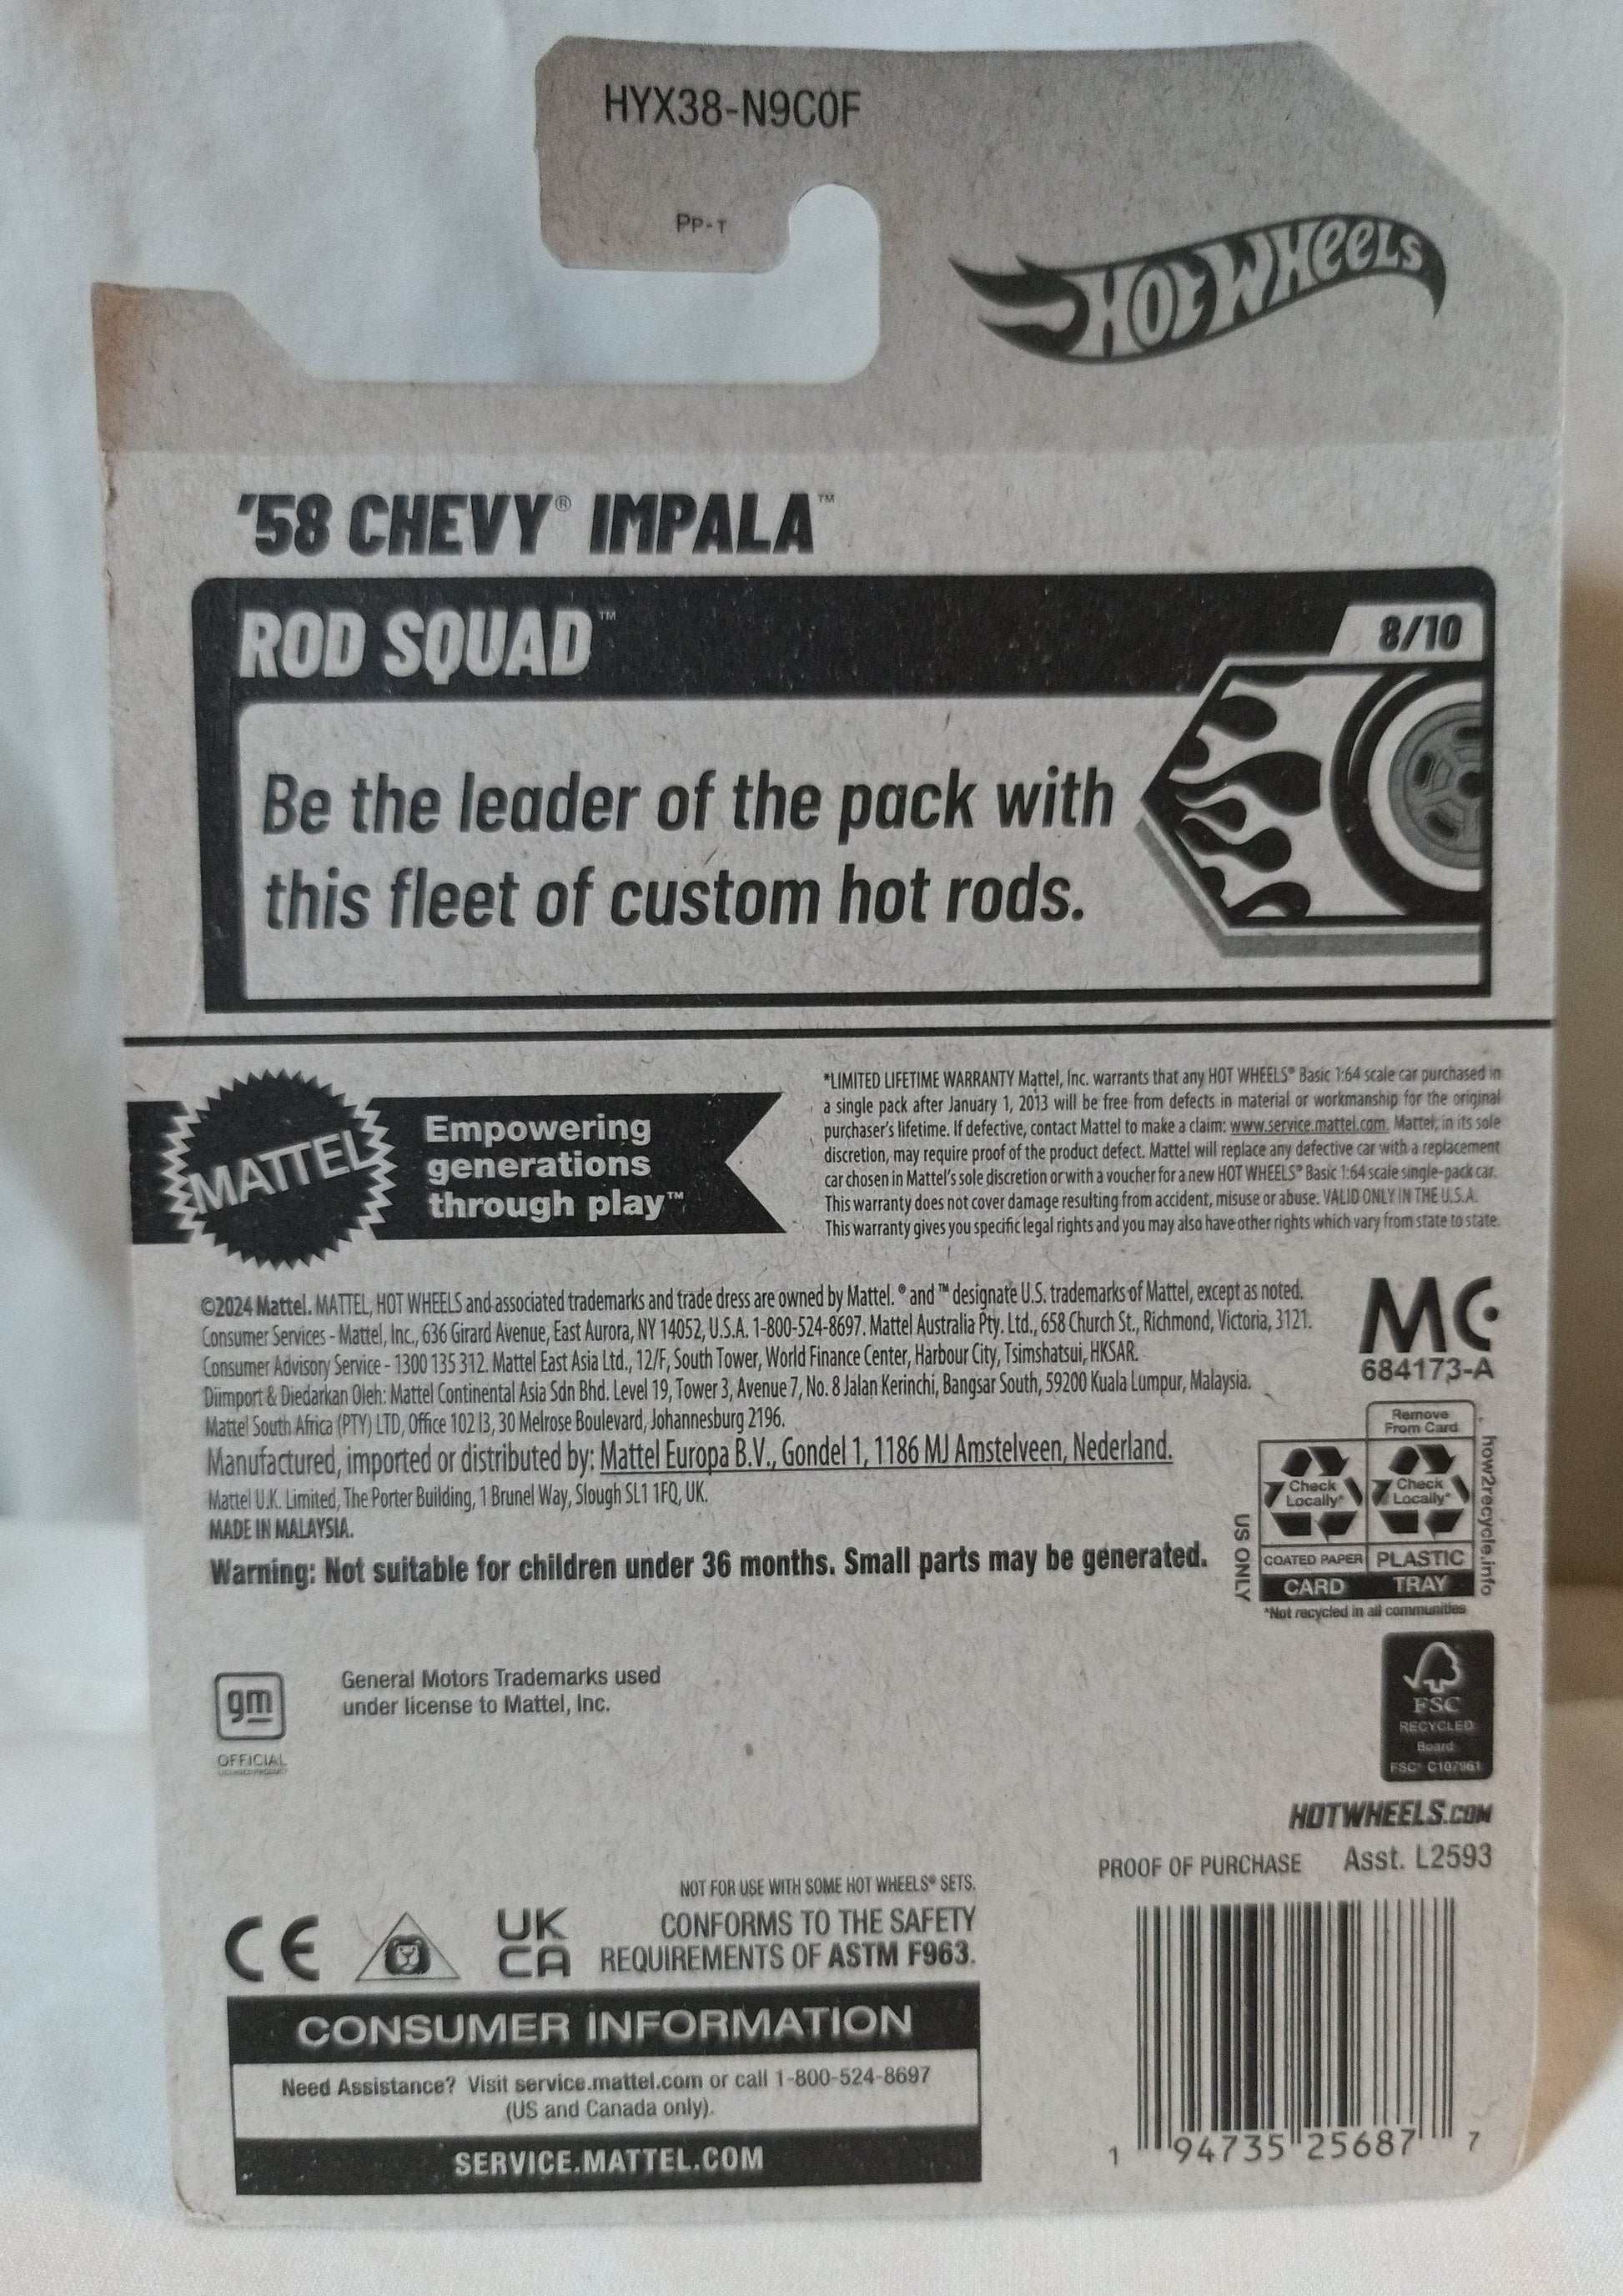 HYX38-N9C0F
PP-T
HOT WHEELS
'58 CHEVY® IMPALA™
ROD SQUAD™
8/10
Be the leader of the pack with
this fleet of custom hot rods.
MATTEL
Empowering
generations
through play™
*LIMITED LIFETIME WARRANTY Mattel, Inc. warrants that any HOT WHEELS® Basic 1:64 scale car purchased in
a single pack after January 1, 2013 will be free from defects in material or workmanship for the original
purchaser's lifetime. If defective, contact Mattel to make a claim: www.service.mattel.com. Mattel, in its sole
discretion, may require proof of the product defect. Mattel will replace any defective car with a replacement
car chosen in Mattel's sole discretion or with a voucher for a new HOT WHEELS® Basic 1:64 scale single-pack car.
This warranty does not cover damage resulting from accident, misuse or abuse. VALID ONLY IN THE U.S.A.
This warranty gives you specific legal rights and you may also have other rights which vary from state to state.
©2024 Mattel. MATTEL, HOT WHEELS and associated trademarks and trade dress are owned by Mattel. ® and ™ designate U.S. trademarks of Mattel, except as noted.
Consumer Services - Mattel, Inc., 636 Girard Avenue, East Aurora, NY 14052, U.S.A. 1-800-524-8697. Mattel Australia Pty. Ltd., 658 Church St., Richmond, Victoria, 3121.
Consumer Advisory Service - 1300 135 312. Mattel East Asia Ltd., 12/F, South Tower, World Finance Center, Harbour City, Tsimshatsui, HKSAR.
Diimport & Diedarkan Oleh: Mattel Continental Asia Sdn Bhd. Level 19, Tower 3, Avenue 7, No. 8 Jalan Kerinchi, Bangsar South, 59200 Kuala Lumpur, Malaysia.
Mattel South Africa (PTY) LTD, Office 102 I3, 30 Melrose Boulevard, Johannesburg 2196.
Manufactured, imported or distributed by: Mattel Europa B.V., Gondel 1, 1186 MJ Amstelveen, Nederland.
Mattel U.K. Limited, The Porter Building, 1 Brunel Way, Slough SL1 1FQ, UK.
MADE IN MALAYSIA.
Warning: Not suitable for children under 36 months. Small parts may be generated.
MC
684173-A
Remove
From Card
Check
Locally*
Check
Locally*
COATED PAPER
PLASTIC
CARD
TRAY
US ONLY
how2recycle.info
*Not recycled in all communities
gm
OFFICIAL
LICENSED PRODUCT
General Motors Trademarks used
under license to Mattel, Inc.
FSC
RECYCLED
Board
FSC® C107961
HOTWHEELS.COM
PROOF OF PURCHASE Asst. L2593
NOT FOR USE WITH SOME HOT WHEELS® SETS.
CE
UK
CA
CONFORMS TO THE SAFETY
REQUIREMENTS OF ASTM F963.
CONSUMER INFORMATION
Need Assistance? Visit service.mattel.com or call 1-800-524-8697
(US and Canada only).
SERVICE.MATTEL.COM
1 94735 25687 7